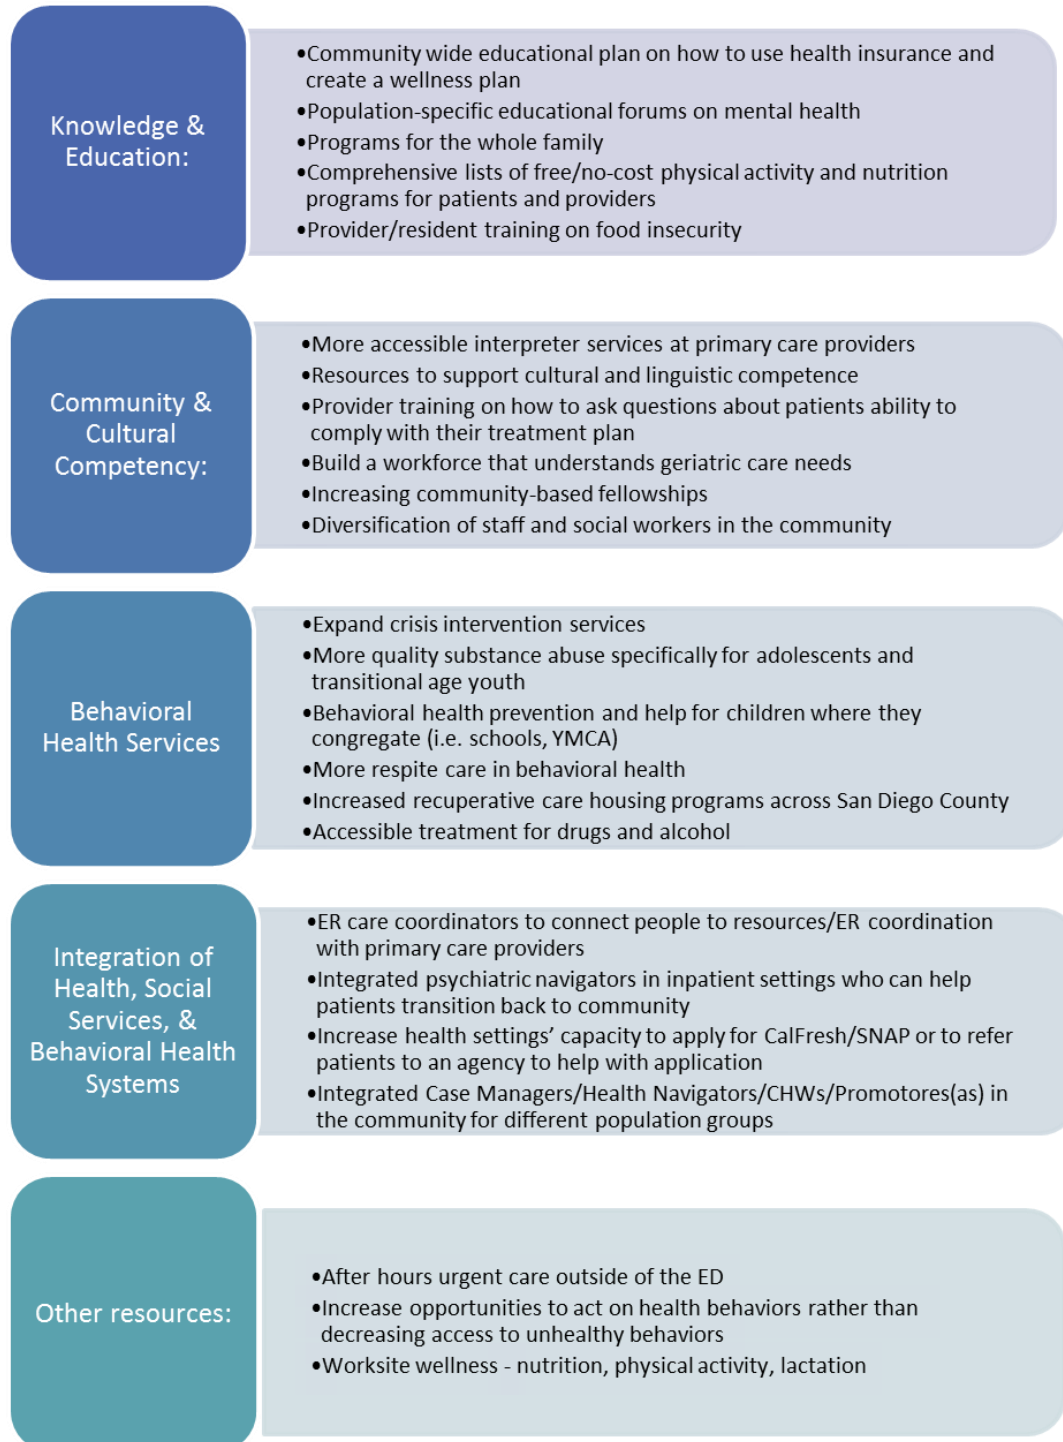 Knowledge &
Education:
•Community wide educational plan on how to use health insurance and
create a wellness plan
•Population-specific educational forums on mental health
•Programs for the whole family
•Comprehensive lists of free/no-cost physical activity and nutrition
programs for patients and providers
•Provider/resident training on food insecurity
Community &
Cultural
Competency:
•More accessible interpreter services at primary care providers
•Resources to support cultural and linguistic competence
•Provider training on how to ask questions about patients ability to
comply with their treatment plan
•Build a workforce that understands geriatric care needs
•Increasing community-based fellowships
•Diversification of staff and social workers in the community
Behavioral
Health Services
•Expand crisis intervention services
•More quality substance abuse specifically for adolescents and
transitional age youth
•Behavioral health prevention and help for children where they
congregate (i.e. schools, YMCA)
•More respite care in behavioral health
•Increased recuperative care housing programs across San Diego County
•Accessible treatment for drugs and alcohol
Integration of
Health, Social
Services, &
Behavioral Health
Systems
•ER care coordinators to connect people to resources/ER coordination
with primary care providers
•Integrated psychiatric navigators in inpatient settings who can help
patients transition back to community
•Increase health settings’ capacity to apply for CalFresh/SNAP or to refer
patients to an agency to help with application
•Integrated Case Managers/Health Navigators/CHWs/Promotores(as) in
the community for different population groups
Other resources:
•After hours urgent care outside of the ED
•Increase opportunities to act on health behaviors rather than
decreasing access to unhealthy behaviors
•Worksite wellness - nutrition, physical activity, lactation